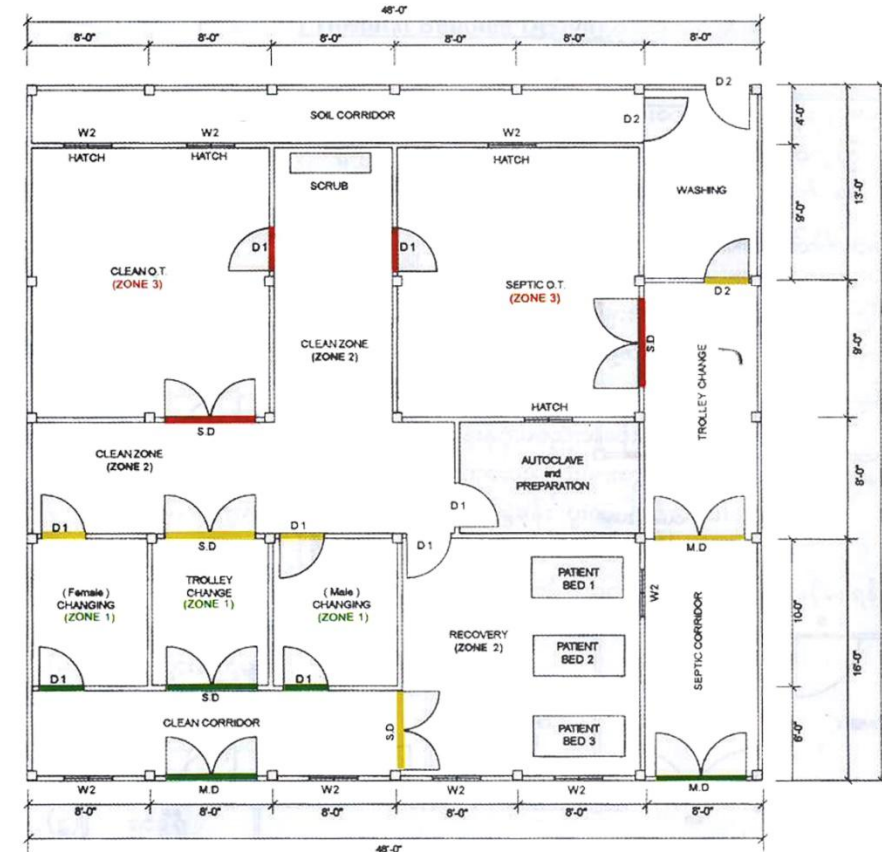 48'-0"
8'-0" 8'-0" 8'-0" 8'-0" 8'-0" 8'-0"
D2
SOIL CORRIDOR
D2
4'-0"
W2 W2 W2
HATCH HATCH HATCH
SCRUB
WASHING
9'-0"
13'-0"
D1 D1
CLEAN O.T.
(ZONE 3)
SEPTIC O.T.
(ZONE 3)
D2
CLEAN ZONE
(ZONE 2)
S.D
TROLLEY CHANGE
9'-0"
HATCH
S.D
CLEAN ZONE
(ZONE 2)
AUTOCLAVE
and
PREPARATION
8'-0"
D1
D1 S.D D1 D1
M.D
(Female)
CHANGING
(ZONE 1)
TROLLEY
CHANGE
(ZONE 1)
(Male)
CHANGING
(ZONE 1)
PATIENT
BED 1
W2
RECOVERY
(ZONE 2)
PATIENT
BED 2
SEPTIC CORRIDOR
10'-0"
16'-0"
D1 S.D D1
CLEAN CORRIDOR
S.D
PATIENT
BED 3
6'-0"
W2 M.D W2 W2 W2 M.D
8'-0" 8'-0" 8'-0" 8'-0" 8'-0" 8'-0"
48'-0"